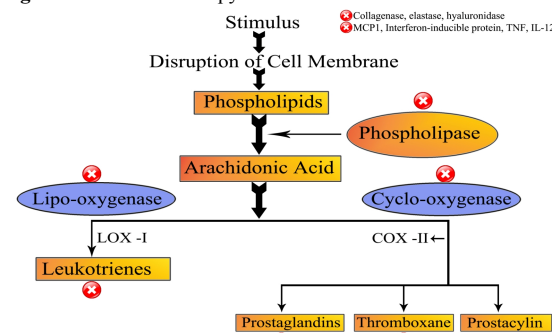 Stimulus
Collagenase, elastase, hyaluronidase
MCP1, Interferon-inducible protein, TNF, IL-12
Disruption of Cell Membrane
Phospholipids
Phospholipase
Arachidonic Acid
Lipo-oxygenase
Cyclo-oxygenase
LOX -I
COX -II
Leukotrienes
Prostaglandins
Thromboxane
Prostacylin